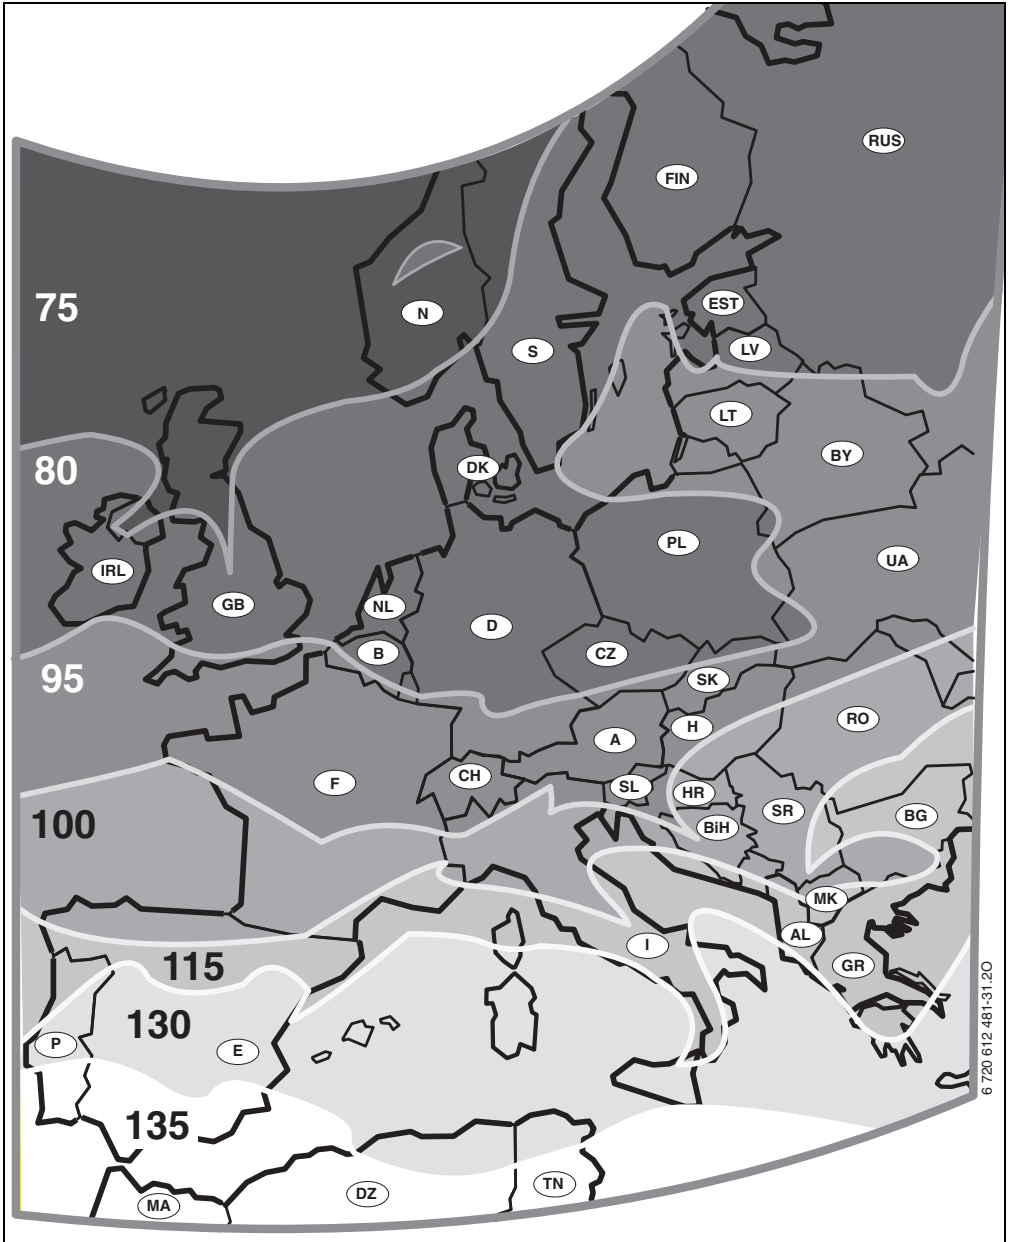 RUS
FIN
75
EST
N
LV
S
LT
80
BY
DK
PL
UA
IRL
NL
GB
D
B
CZ
95
SK
RO
H
A
CH
F
SL
HR
SR
100
BG
BiH
MK
AL
I
115
GR
130
P
E
6 720 612 481-31.2O
135
DZ
TN
MA